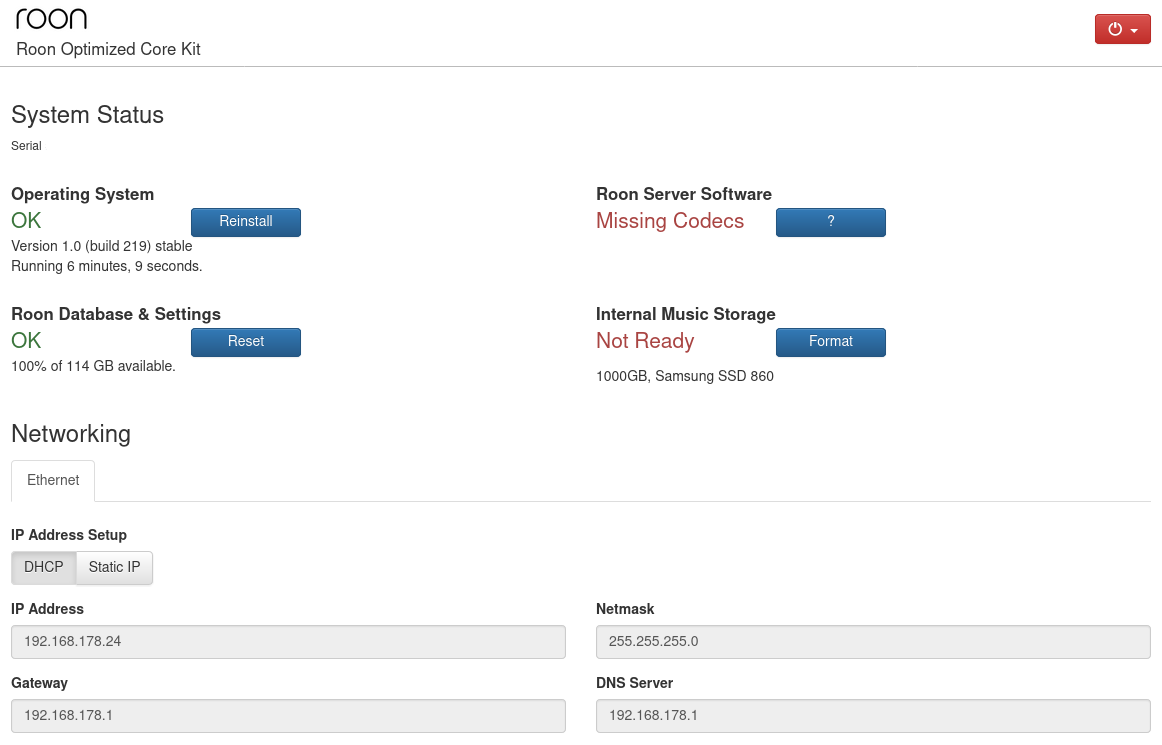 roon
Roon Optimized Core Kit
System Status
Serial
Operating System
OK
Reinstall
Version 1.0 (build 219) stable
Running 6 minutes, 9 seconds.
Roon Server Software
Missing Codecs
?
Roon Database & Settings
OK
Reset
100% of 114 GB available.
Internal Music Storage
Not Ready
Format
1000GB, Samsung SSD 860
Networking
Ethernet
IP Address Setup
DHCP
Static IP
IP Address
192.168.178.24
Netmask
255.255.255.0
Gateway
192.168.178.1
DNS Server
192.168.178.1